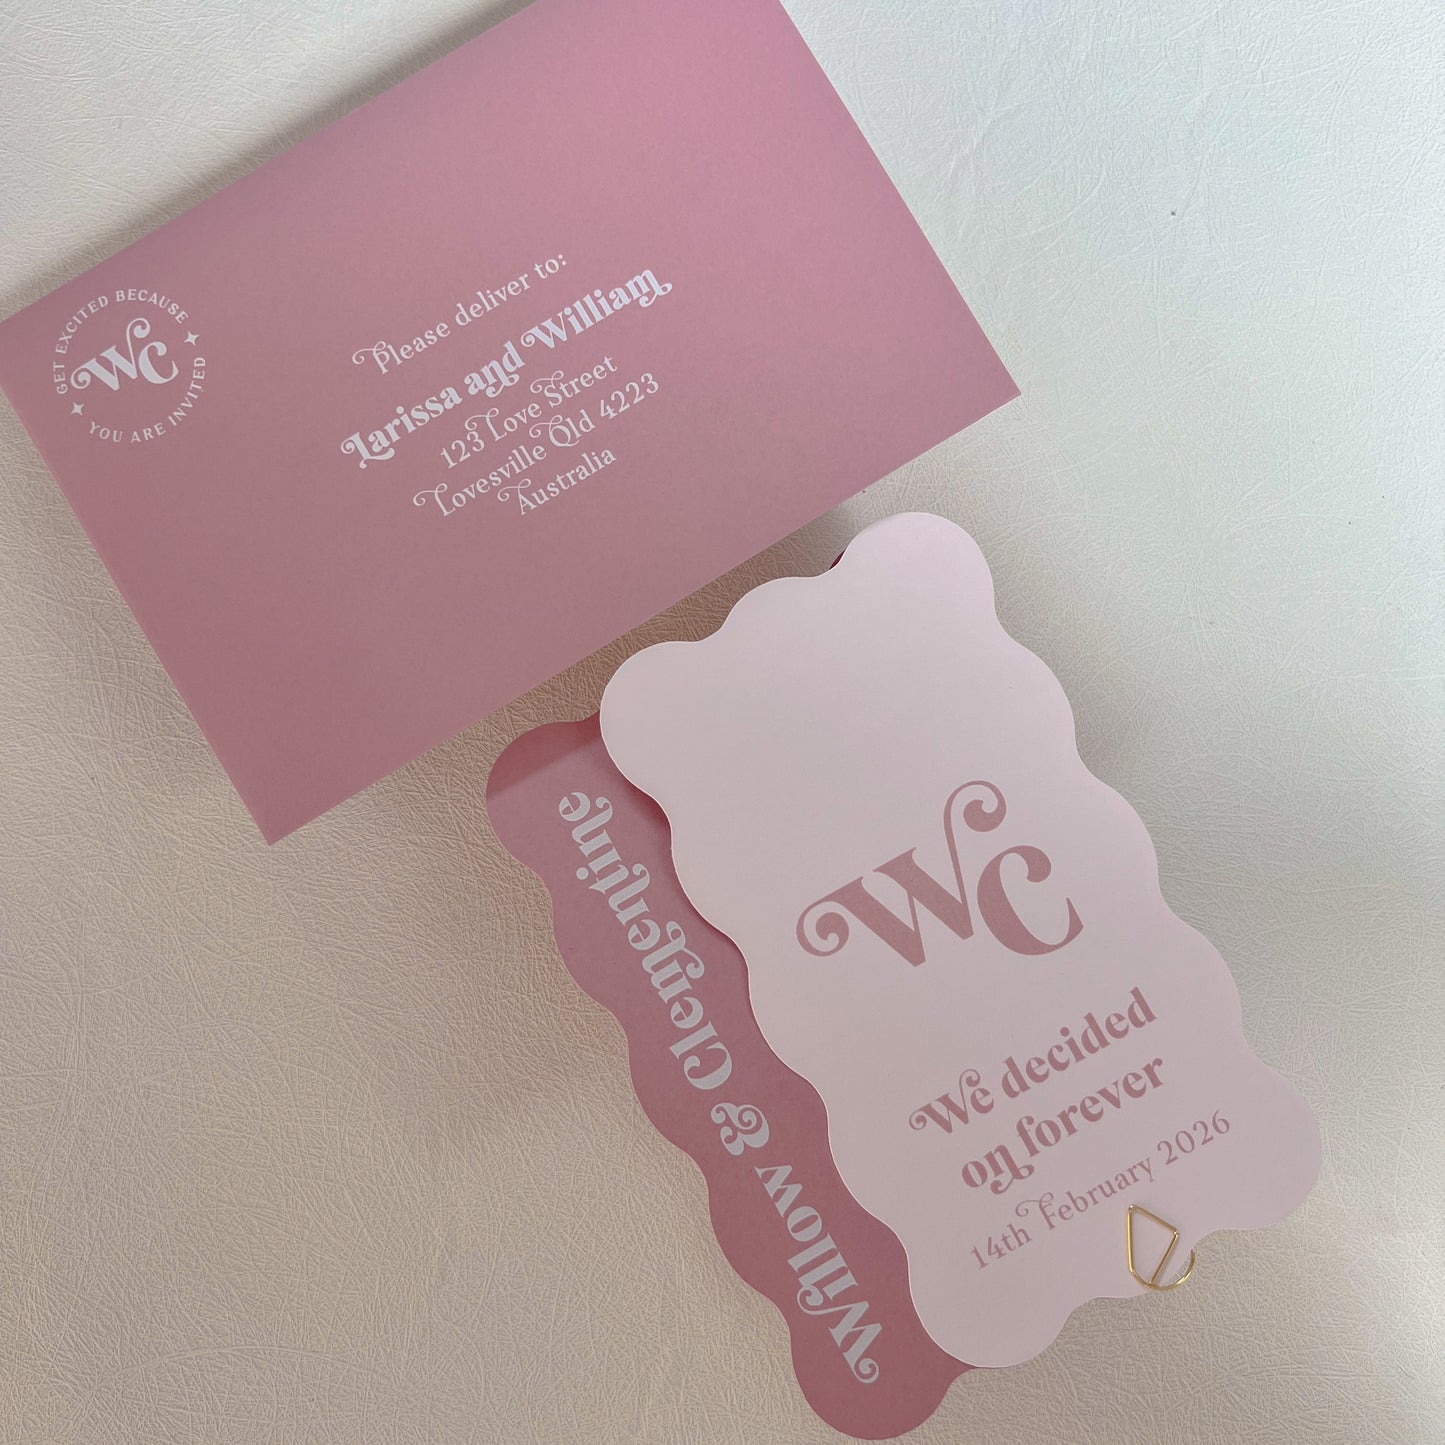 GET EXCITED BECAUSE
WC
YOU ARE INVITED
Please deliver to:
Larissa and William
123 Love Street
Lovesville Qld 4223
Australia
Willow & Clementine
WC
We decided
on forever
14th February 2026